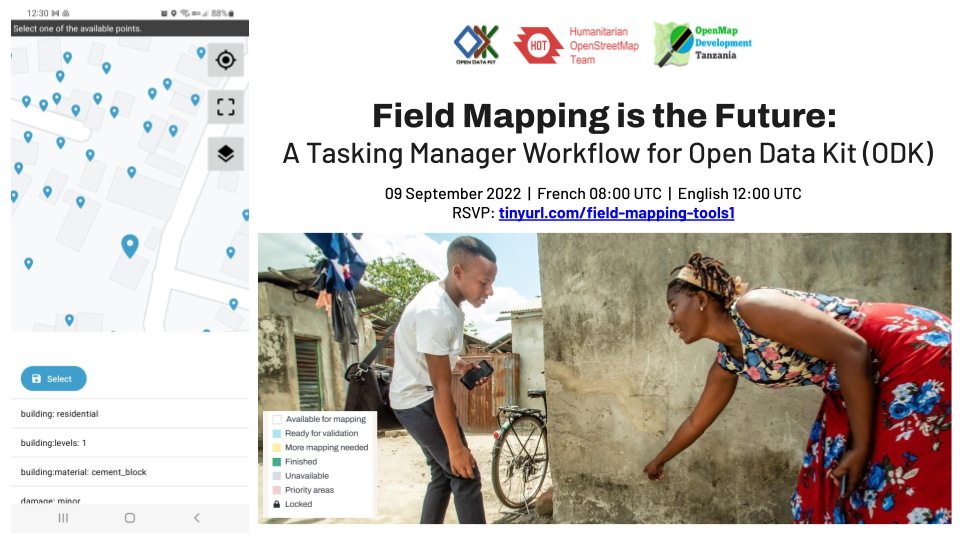 12:30
88%
Select one of the available points.
Select
building: residential
building:levels: 1
building:material: cement_block
damage: minor
OPEN DATA KIT
HOT
Humanitarian
OpenStreetMap
Team
OpenMap
Development
Tanzania
Field Mapping is the Future:
A Tasking Manager Workflow for Open Data Kit (ODK)
09 September 2022 | French 08:00 UTC | English 12:00 UTC
RSVP: tinyurl.com/field-mapping-tools1
Available for mapping
Ready for validation
More mapping needed
Finished
Unavailable
Priority areas
Locked